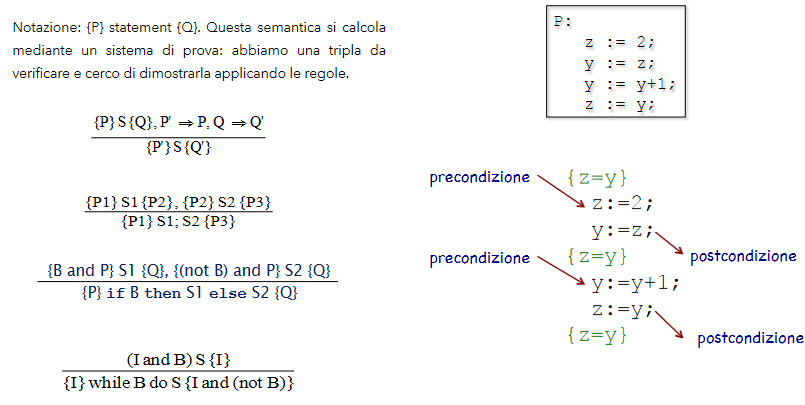 Notazione: {P} statement {Q}. Questa semantica si calcola
mediante un sistema di prova: abbiamo una tripla da
verificare e cerco di dimostrarla applicando le regole.
{P} S {Q}, P' ⇒ P, Q ⇒ Q'
{P'} S {Q'}
{P1} S1 {P2}, {P2} S2 {P3}
{P1} S1; S2 {P3}
{B and P} S1 {Q}, {(not B) and P} S2 {Q}
{P} if B then S1 else S2 {Q}
(I and B) S {I}
{I} while B do S {I and (not B)}
P:
z := 2;
y := z;
y := y+1;
z := y;
precondizione {z=y}
z:=2;
y:=z;
precondizione {z=y} postcondizione
y:=y+1;
z:=y;
{z=y} postcondizione